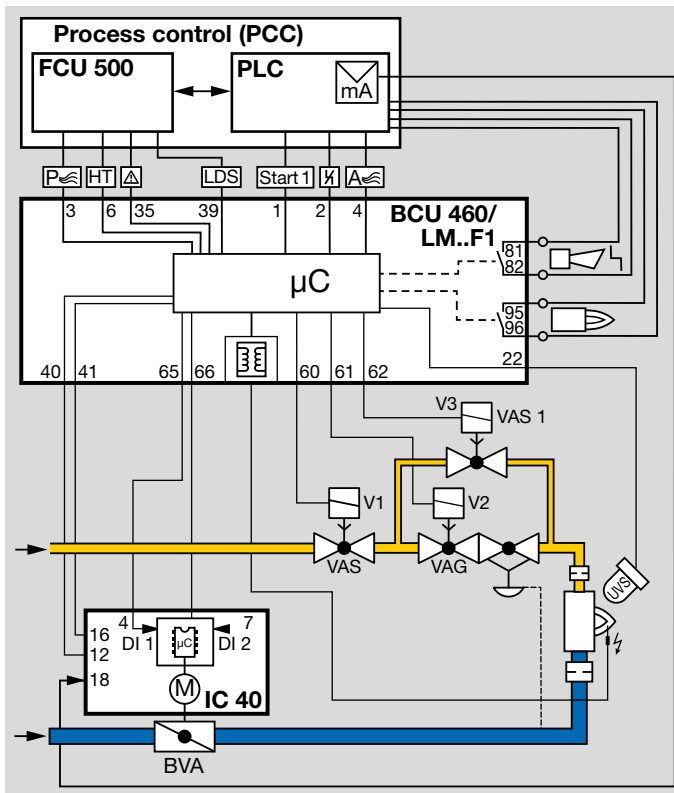 Process control (PCC)
FCU 500
PLC
mA
P
HT
LDS
Start 1
A
3
6
35
39
1
2
4
BCU 460/
LM..F1
81
82
µC
95
96
22
40
41
65
66
60
61
62
V3
VAS 1
V1
V2
VAS
VAG
UVS
4
7
16
DI 1
µC
DI 2
12
18
M
IC 40
BVA